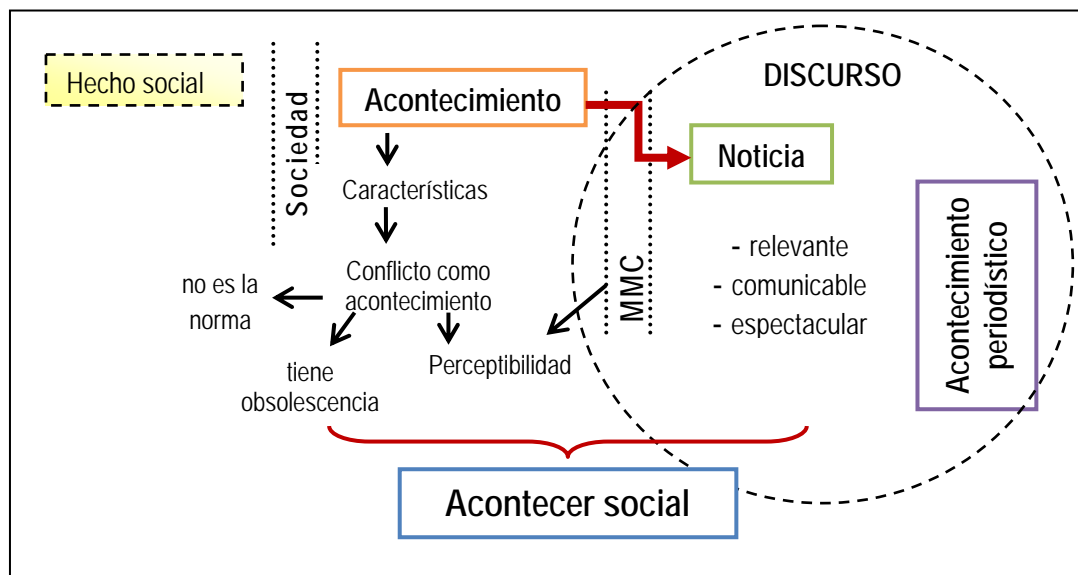 Hecho social
Sociedad
Acontecimiento
DISCURSO
Noticia
Características
Conflicto como
acontecimiento
no es la
norma
tiene
obsolescencia
Perceptibilidad
MMC
- relevante
- comunicable
- espectacular
Acontecimiento
periodístico
Acontecer social